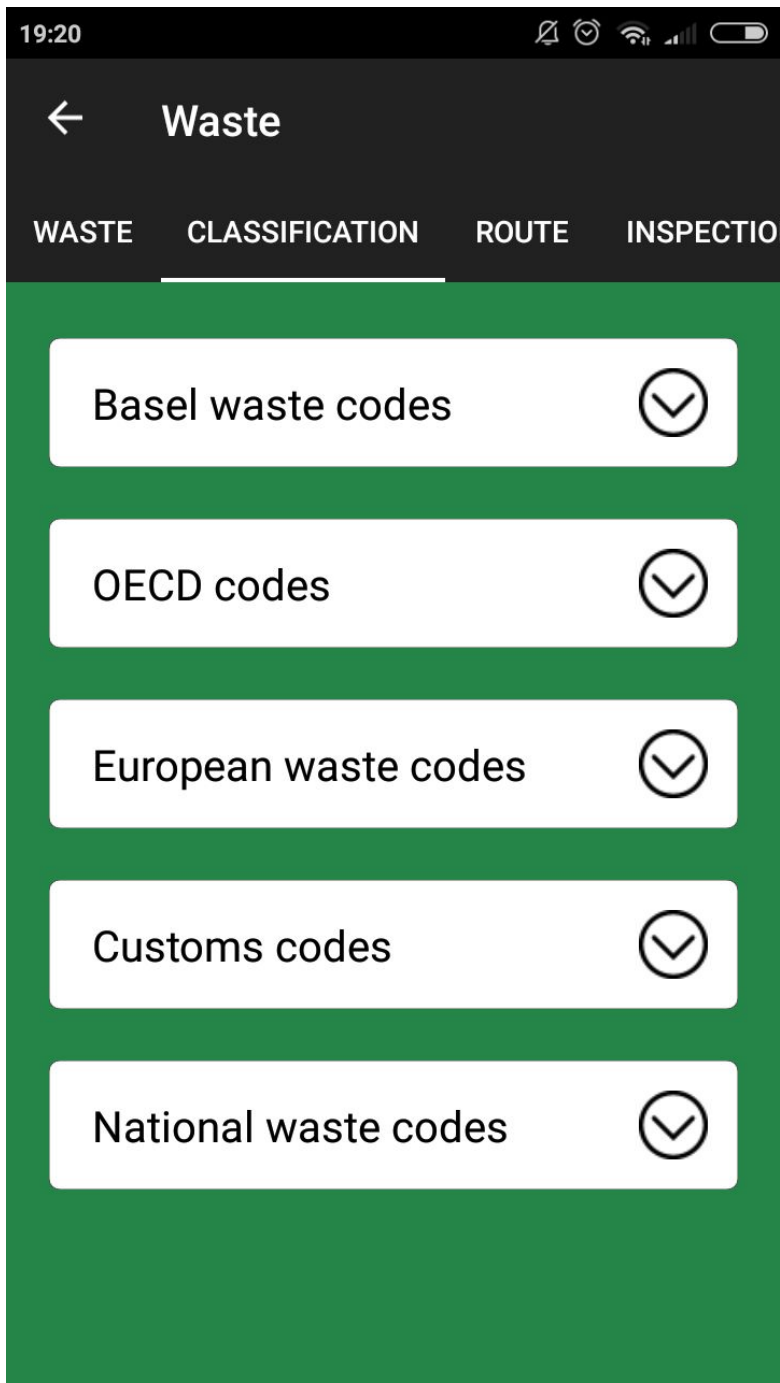 19:20
Waste
WASTE CLASSIFICATION ROUTE INSPECTIO
Basel waste codes
OECD codes
European waste codes
Customs codes
National waste codes